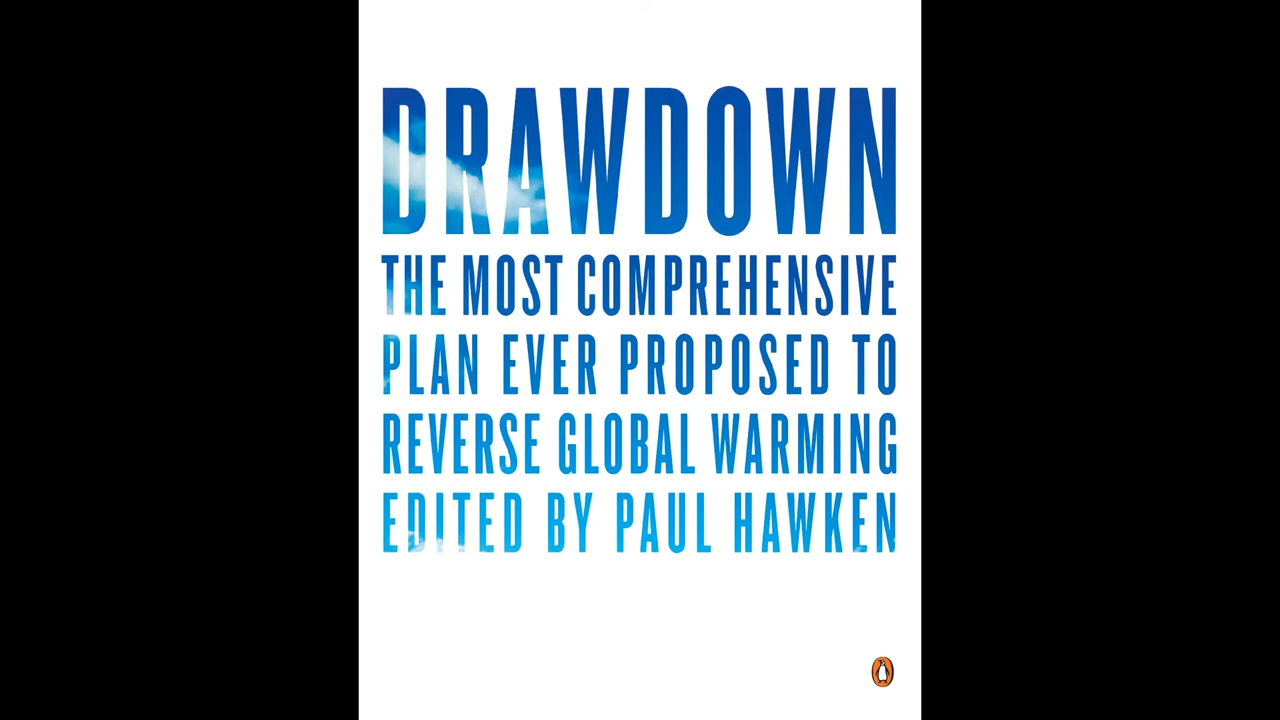 DRAWDOWN
THE MOST COMPREHENSIVE
PLAN EVER PROPOSED TO
REVERSE GLOBAL WARMING
EDITED BY PAUL HAWKEN